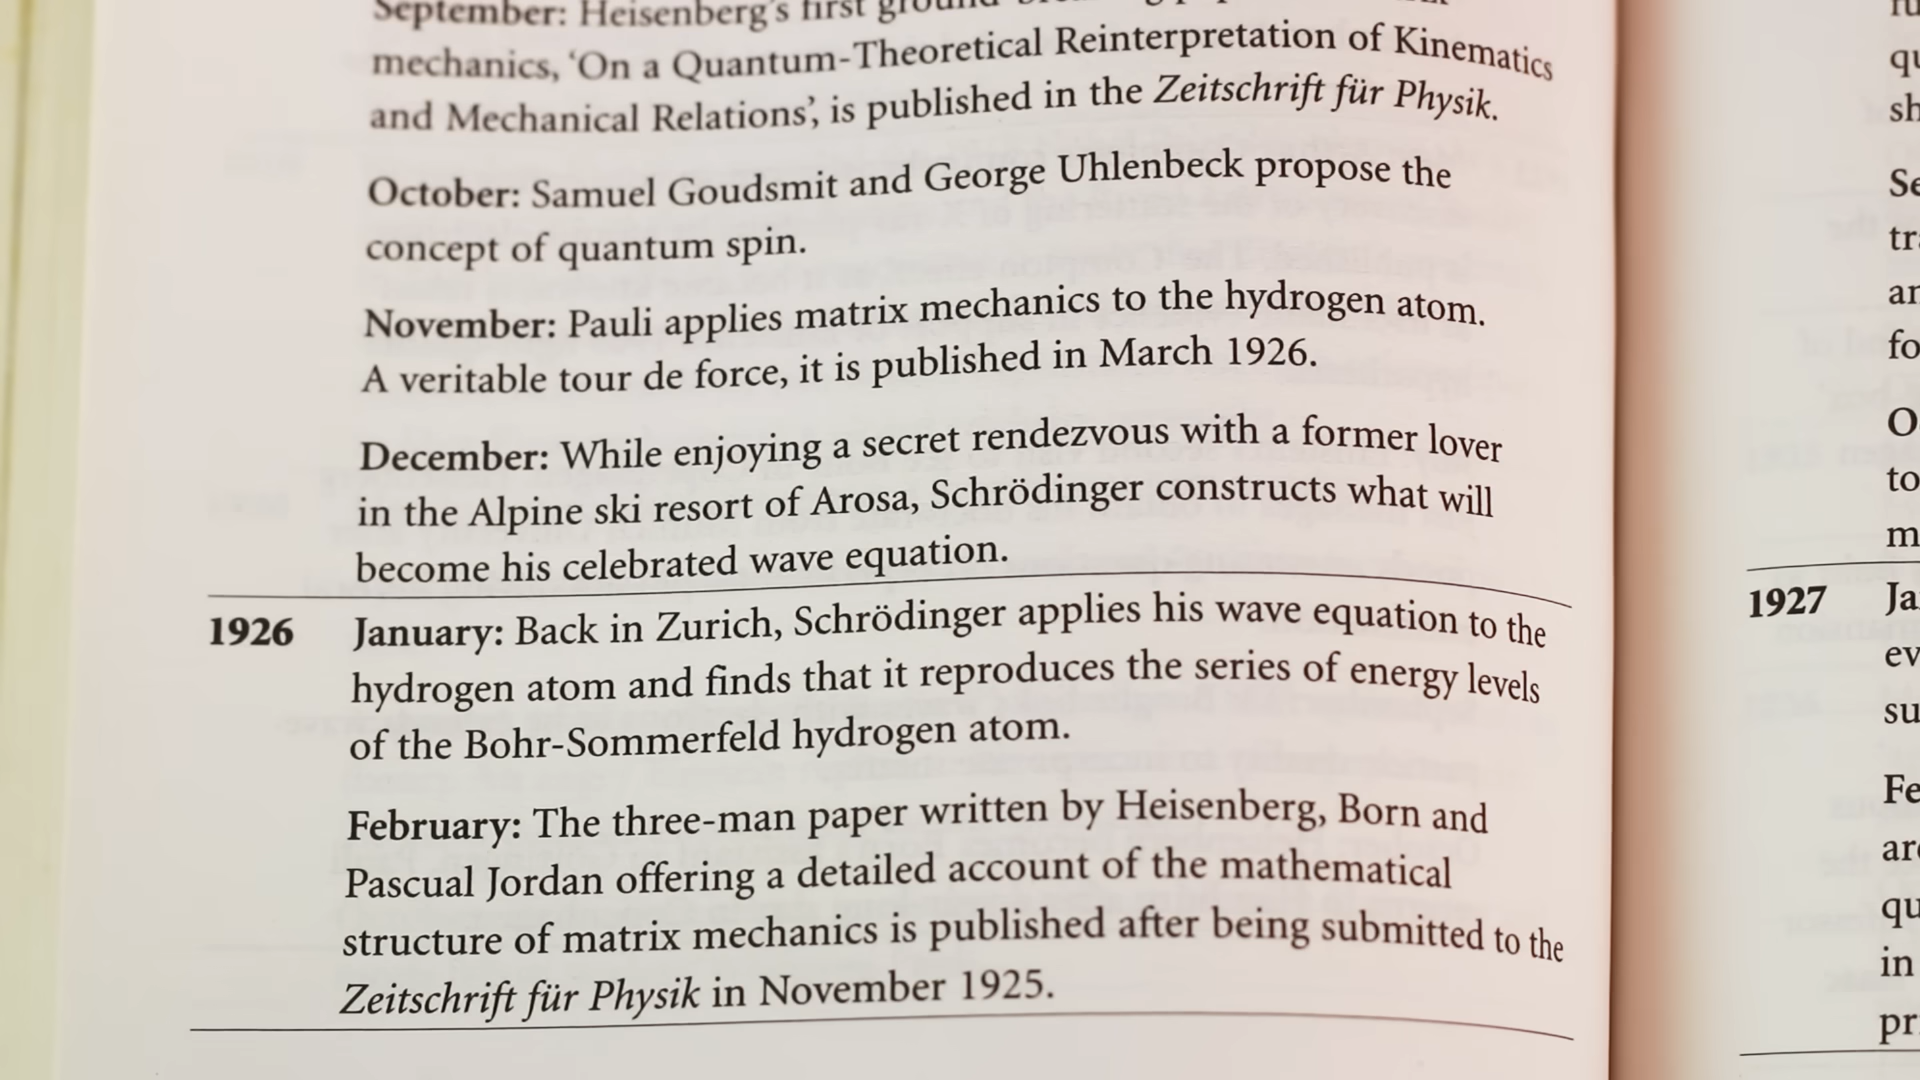 September: Heisenberg's first
mechanics, ‘On a Quantum-Theoretical Reinterpretation of Kinematics
and Mechanical Relations’, is published in the Zeitschrift für Physik.
October: Samuel Goudsmit and George Uhlenbeck propose the
concept of quantum spin.
November: Pauli applies matrix mechanics to the hydrogen atom.
A veritable tour de force, it is published in March 1926.
December: While enjoying a secret rendezvous with a former lover
in the Alpine ski resort of Arosa, Schrödinger constructs what will
become his celebrated wave equation.
1926 January: Back in Zurich, Schrödinger applies his wave equation to the
hydrogen atom and finds that it reproduces the series of energy levels
of the Bohr-Sommerfeld hydrogen atom.
February: The three-man paper written by Heisenberg, Born and
Pascual Jordan offering a detailed account of the mathematical
structure of matrix mechanics is published after being submitted to the
Zeitschrift für Physik in November 1925.
1927